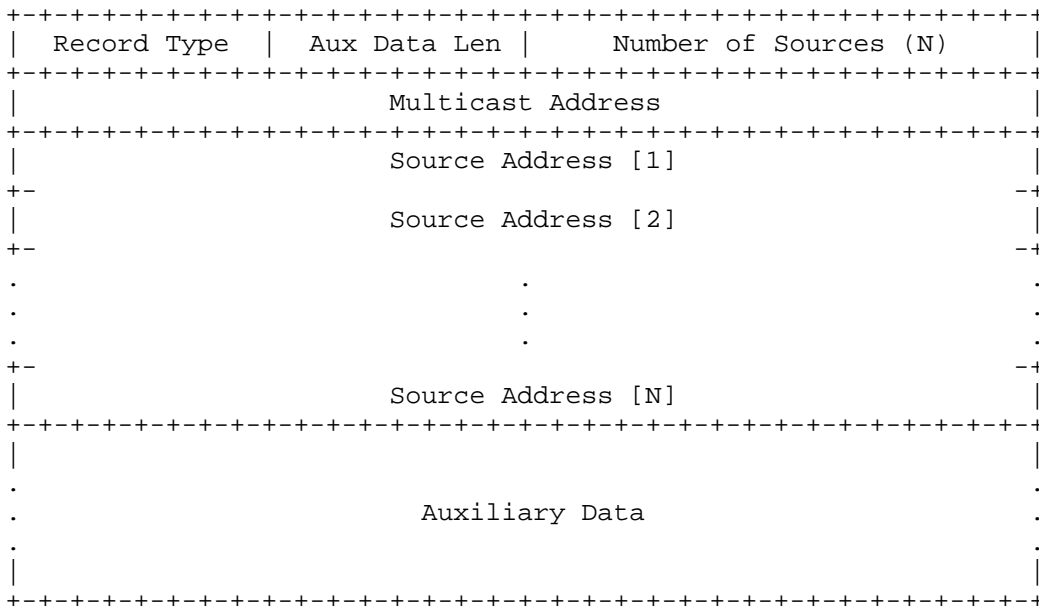 +-+-+-+-+-+-+-+-+-+-+-+-+-+-+-+-+-+-+-+-+-+-+-+-+-+-+-+-+-+-+-+-+
|  Record Type  |  Aux Data Len |     Number of Sources (N)     |
+-+-+-+-+-+-+-+-+-+-+-+-+-+-+-+-+-+-+-+-+-+-+-+-+-+-+-+-+-+-+-+-+
|                       Multicast Address                       |
+-+-+-+-+-+-+-+-+-+-+-+-+-+-+-+-+-+-+-+-+-+-+-+-+-+-+-+-+-+-+-+-+
|                       Source Address [1]                      |
+-                                                             -+
|                       Source Address [2]                      |
+-                                                             -+
.                               .                               .
.                               .                               .
.                               .                               .
+-                                                             -+
|                       Source Address [N]                      |
+-+-+-+-+-+-+-+-+-+-+-+-+-+-+-+-+-+-+-+-+-+-+-+-+-+-+-+-+-+-+-+-+
|                                                               |
.                                                               .
.                         Auxiliary Data                        .
.                                                               .
|                                                               |
+-+-+-+-+-+-+-+-+-+-+-+-+-+-+-+-+-+-+-+-+-+-+-+-+-+-+-+-+-+-+-+-+